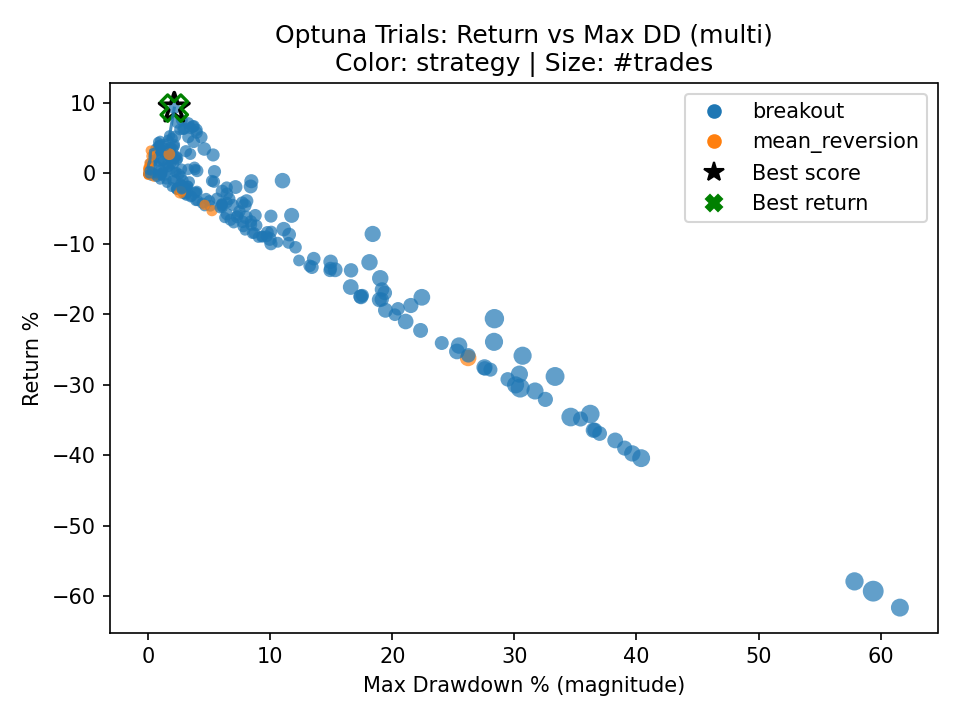 Optuna Trials: Return vs Max DD (multi)
Color: strategy | Size: #trades
breakout
mean_reversion
Best score
Best return
10
0
−10
−20
−30
−40
−50
−60
Return %
0 10 20 30 40 50 60
Max Drawdown % (magnitude)